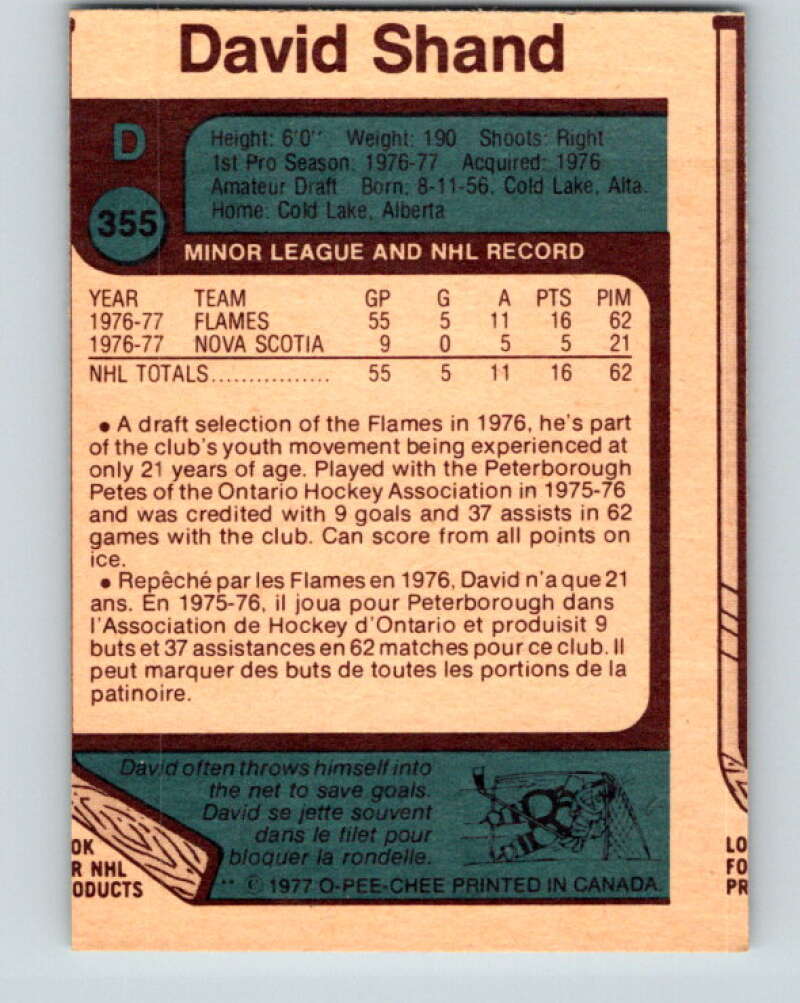 David Shand
D
355
Height: 6'0'' Weight: 190 Shoots: Right
1st Pro Season: 1976-77 Acquired: 1976
Amateur Draft Born: 8-11-56, Cold Lake, Alta.
Home: Cold Lake, Alberta
MINOR LEAGUE AND NHL RECORD
YEAR TEAM GP G A PTS PIM
1976-77 FLAMES 55 5 11 16 62
1976-77 NOVA SCOTIA 9 0 5 5 21
NHL TOTALS................ 55 5 11 16 62
• A draft selection of the Flames in 1976, he's part
of the club's youth movement being experienced at
only 21 years of age. Played with the Peterborough
Petes of the Ontario Hockey Association in 1975-76
and was credited with 9 goals and 37 assists in 62
games with the club. Can score from all points on
ice.
• Repêché par les Flames en 1976, David n'a que 21
ans. En 1975-76, il joua pour Peterborough dans
l'Association de Hockey d'Ontario et produisit 9
buts et 37 assistances en 62 matches pour ce club. Il
peut marquer des buts de toutes les portions de la
patinoire.
David often throws himself into
the net to save goals.
David se jette souvent
dans le filet pour
bloquer la rondelle.
** © 1977 O-PEE-CHEE PRINTED IN CANADA.
OK
R NHL
ODUCTS
LO
FO
PR